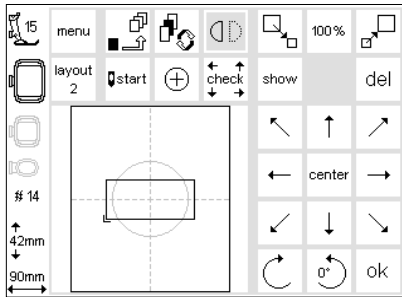 15
menu
100%
layout
2
start
check
show
del
center
# 14
42mm
90mm
0°
ok